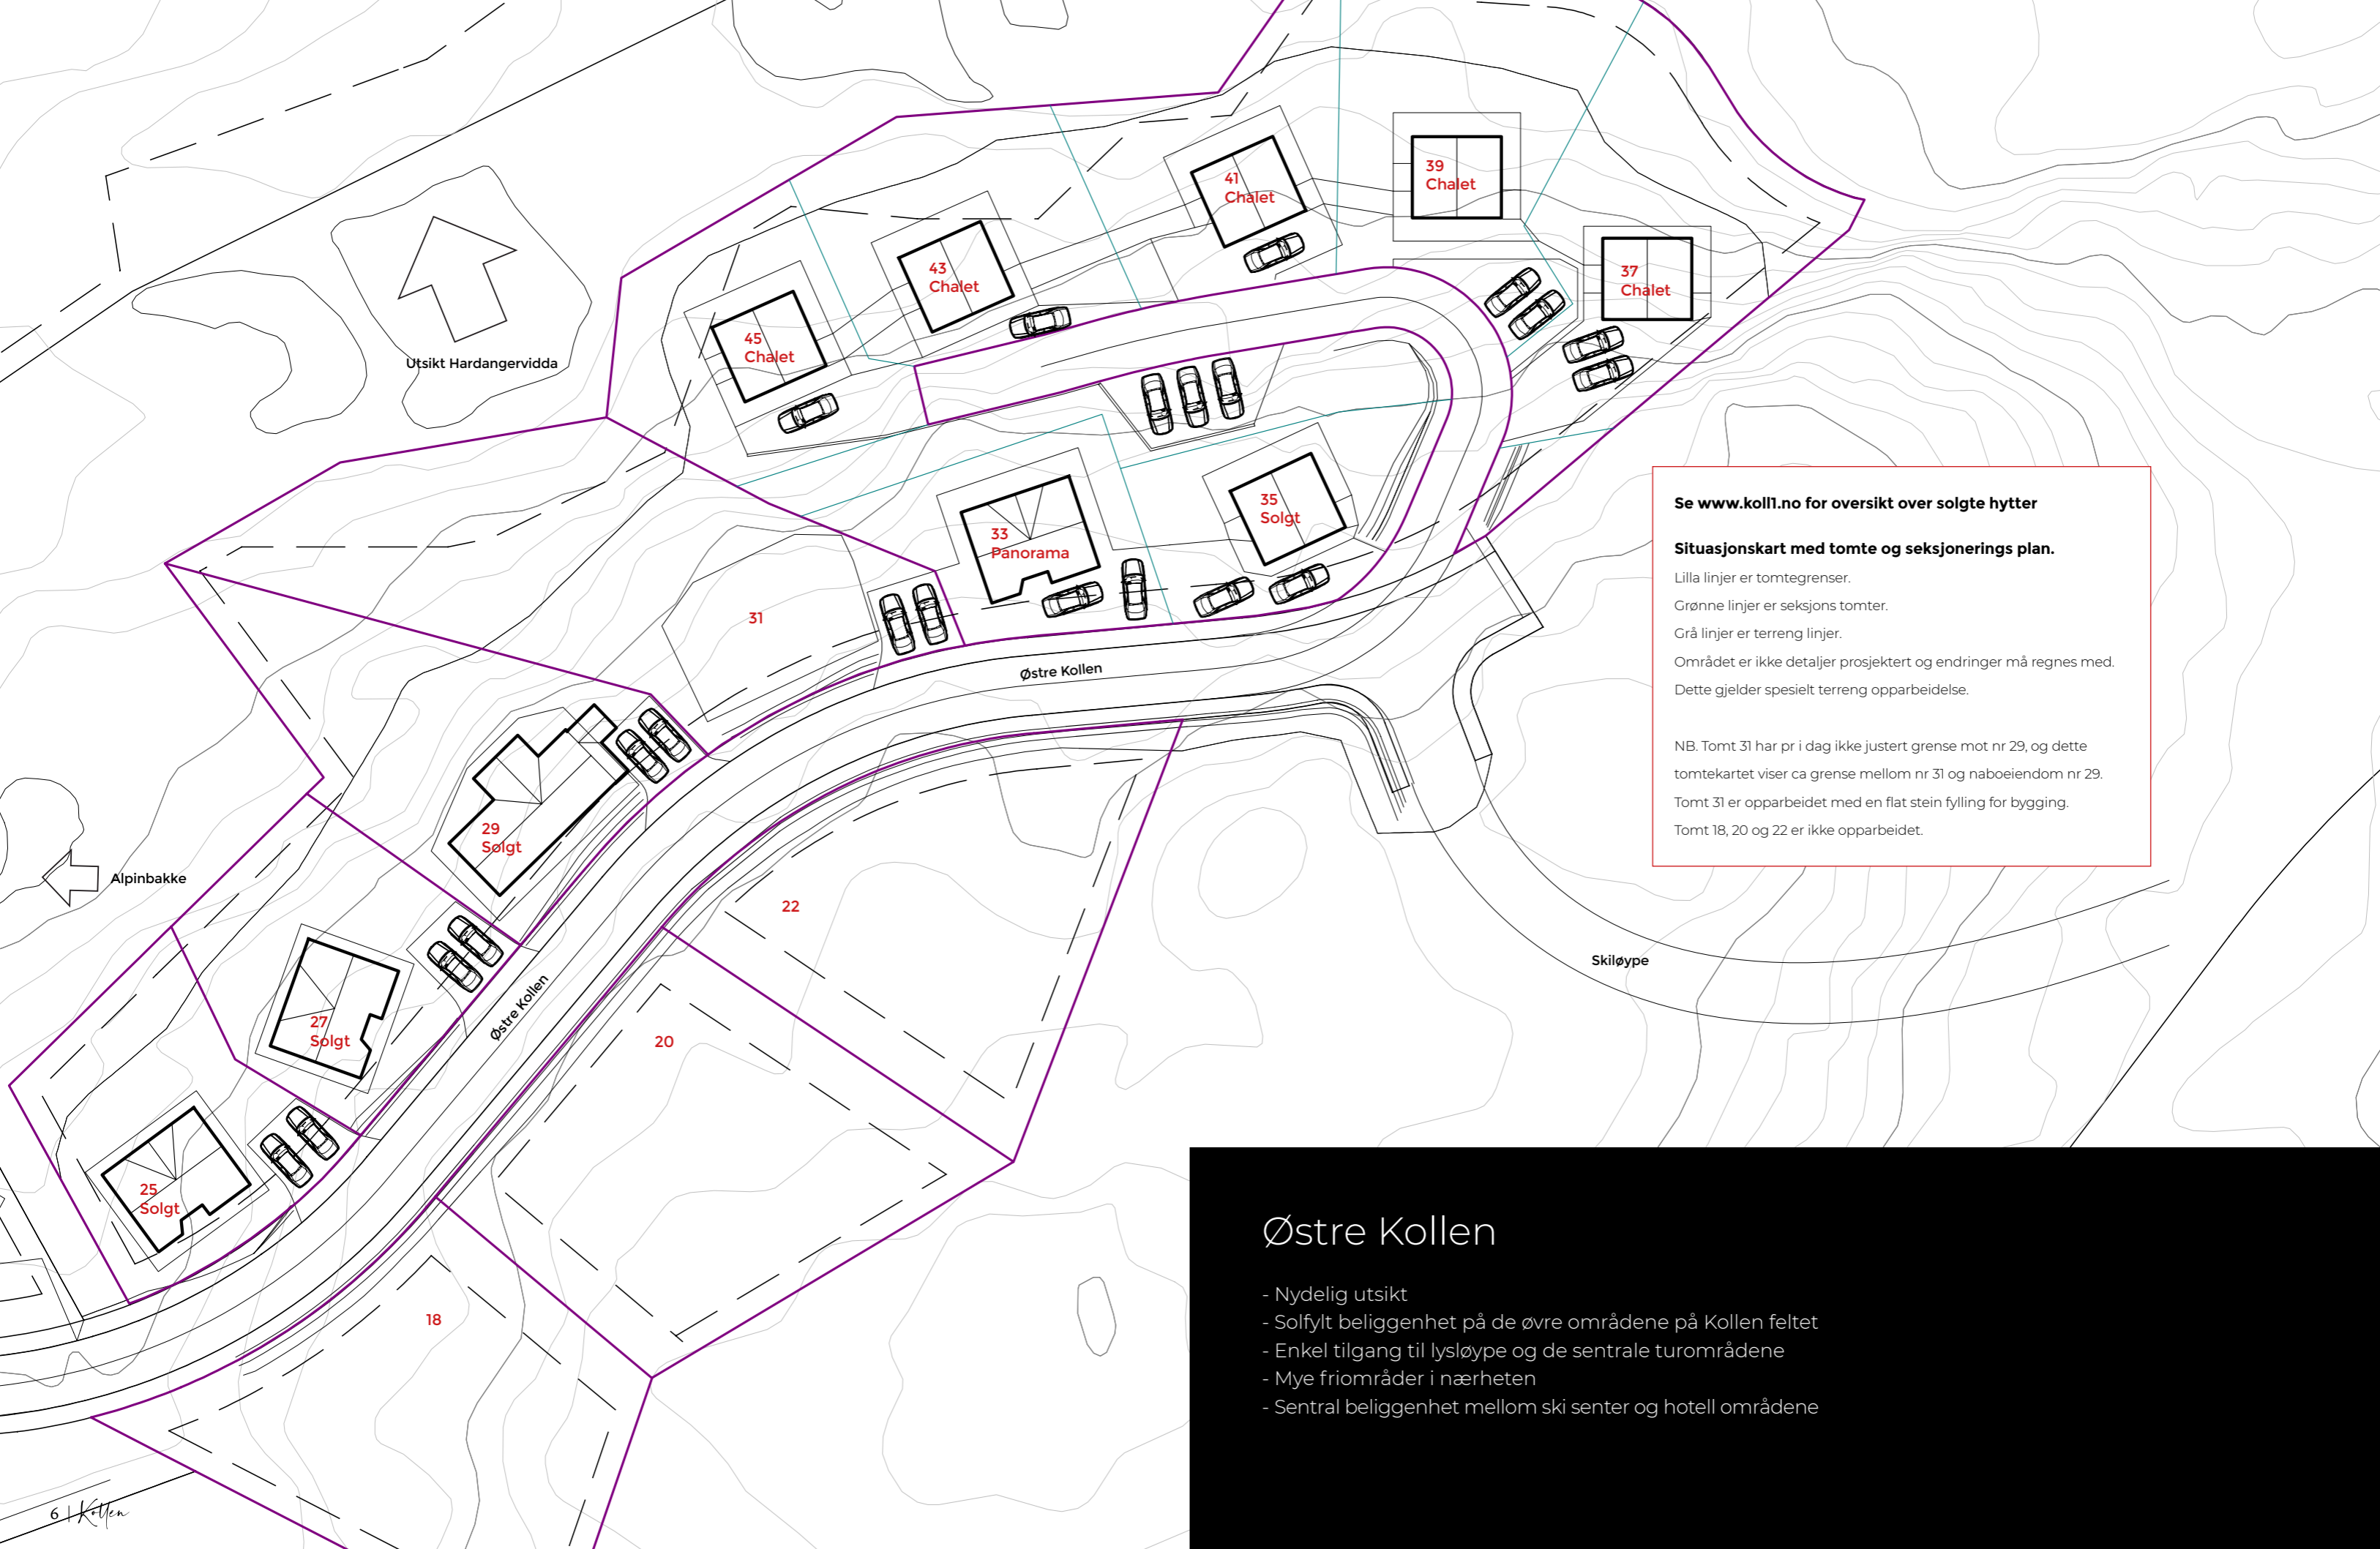 41
Chalet
39
Chalet
43
Chalet
37
Chalet
45
Chalet
Utsikt Hardangervidda
35
Solgt
33
Panorama
31
Østre Kollen
29
Solgt
Alpinbakke
22
27
Solgt
Østre Kollen
20
25
Solgt
18
Skiløype
Se www.koll1.no for oversikt over solgte hytter
Situasjonskart med tomte og seksjonerings plan.
Lilla linjer er tomtegrenser.
Grønne linjer er seksjons tomter.
Grå linjer er terreng linjer.
Området er ikke detaljer prosjektert og endringer må regnes med.
Dette gjelder spesielt terreng opparbeidelse.
NB. Tomt 31 har pr i dag ikke justert grense mot nr 29, og dette
tomtekartet viser ca grense mellom nr 31 og naboeiendom nr 29.
Tomt 31 er opparbeidet med en flat stein fylling for bygging.
Tomt 18, 20 og 22 er ikke opparbeidet.
Østre Kollen
- Nydelig utsikt
- Solfylt beliggenhet på de øvre områdene på Kollen feltet
- Enkel tilgang til lysløype og de sentrale turområdene
- Mye friområder i nærheten
- Sentral beliggenhet mellom ski senter og hotell områdene
6 | Kollen